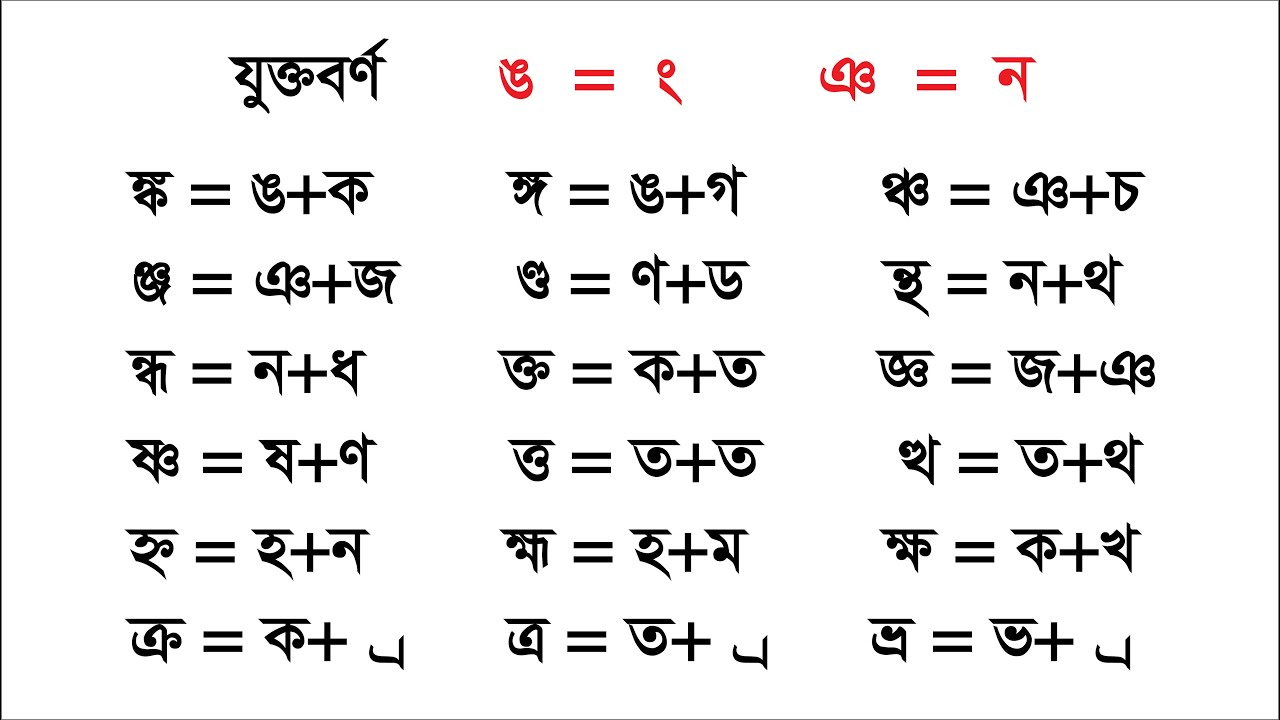 যুক্তবর্ণ ঙ = ং ঞ = ন
ঙ্ক = ঙ+ক ঙ্গ = ঙ+গ ঞ্চ = ঞ+চ
ঞ্জ = ঞ+জ ণ্ড = ণ+ড ন্থ = ন+থ
ন্ধ = ন+ধ ক্ত = ক+ত জ্ঞ = জ+ঞ
ষ্ণ = ষ+ণ ত্ত = ত+ত ত্থ = ত+থ
হ্ন = হ+ন হ্ম = হ+ম ক্ষ = ক+খ
ক্র = ক+ ্র ত্র = ত+ ্র ভ্র = ভ+ ্র